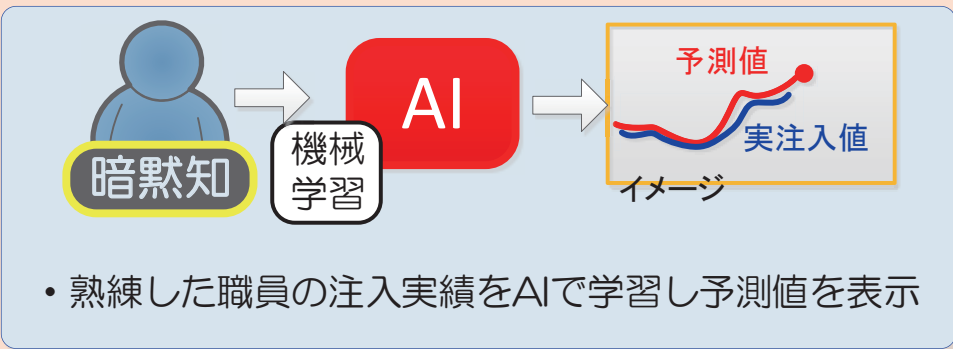 暗黙知
機械
学習
AI
予測値
実注入値
イメージ
・熟練した職員の注入実績をAIで学習し予測値を表示